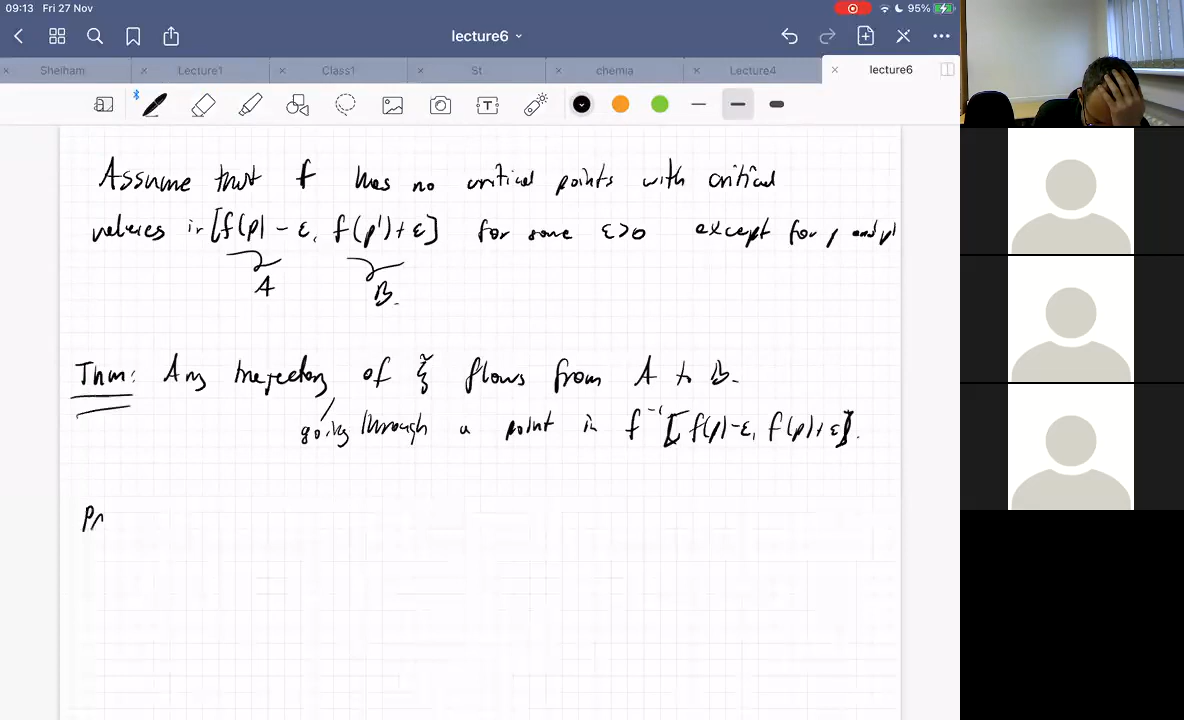 09:13 Fri 27 Nov
95%
lecture6
Shelham
Lecture1
Class1
St
chemia
Lecture4
lecture6
Assume that f has no critical points with critical
values in [f(p) - ε, f(p') + ε] for some ε>0 except for p and p'
A
B.
Thm: Any trajectory of ξ̃ flows from A to B.
going through a point in f⁻¹[f(p)-ε, f(p)+ε].
Pr